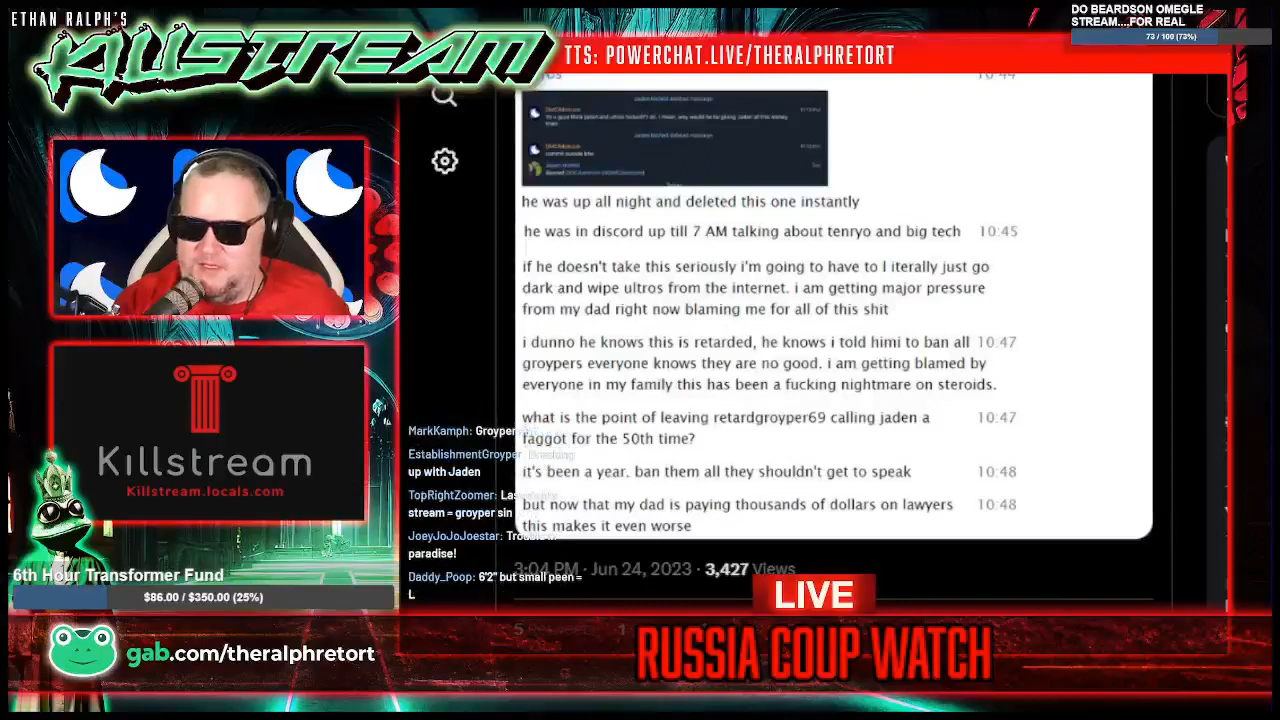 ETHAN RALPH'S
KILLSTREAM
DO BEARDSON OMEGLE
STREAM....FOR REAL
73 / 100 (73%)
TTS: POWERCHAT.LIVE/THERALPHRETORT
10:44
he was up all night and deleted this one instantly
he was in discord up till 7 AM talking about tenryo and big tech 10:45
if he doesn't take this seriously i'm going to have to l iterally just go
dark and wipe ultros from the internet. i am getting major pressure
from my dad right now blaming me for all of this shit
i dunno he knows this is retarded, he knows i told himi to ban all 10:47
groypers everyone knows they are no good. i am getting blamed by
everyone in my family this has been a fucking nightmare on steroids.
what is the point of leaving retardgroyper69 calling jaden a 10:47
faggot for the 50th time?
it's been a year. ban them all they shouldn't get to speak 10:48
but now that my dad is paying thousands of dollars on lawyers 10:48
this makes it even worse
3:04 PM · Jun 24, 2023 · 3,427 Views
MarkKamph: Groyper
EstablishmentGroyper
up with Jaden
TopRightZoomer:
stream = groyper sin
JoeyJoJoJoestar:
paradise!
Daddy_Poop: 6'2" but small peen =
L
Killstream
Killstream.locals.com
6th Hour Transformer Fund
$86.00 / $350.00 (25%)
gab.com/theralphretort
LIVE
RUSSIA COUP WATCH